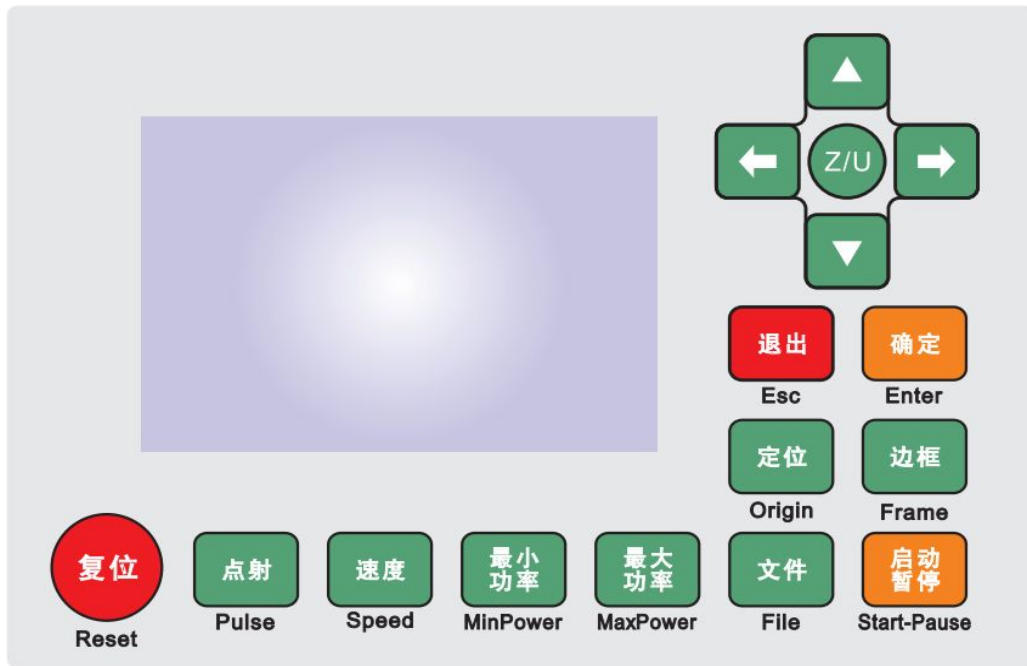 Z/U
退出
确定
Esc
Enter
定位
边框
Origin
Frame
复位
点射
速度
最小
功率
最大
功率
文件
启动
暂停
Reset
Pulse
Speed
MinPower
MaxPower
File
Start-Pause